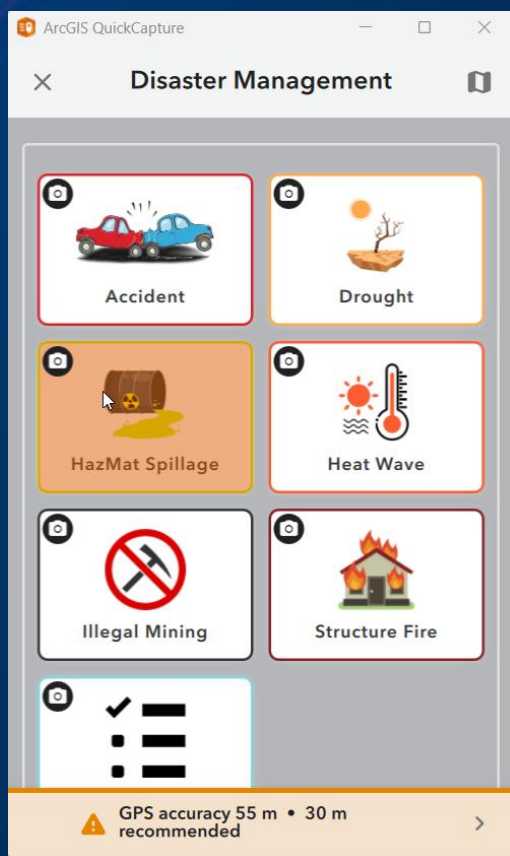 ArcGIS QuickCapture
Disaster Management
Accident
Drought
HazMat Spillage
Heat Wave
Illegal Mining
Structure Fire
GPS accuracy 55 m • 30 m
recommended